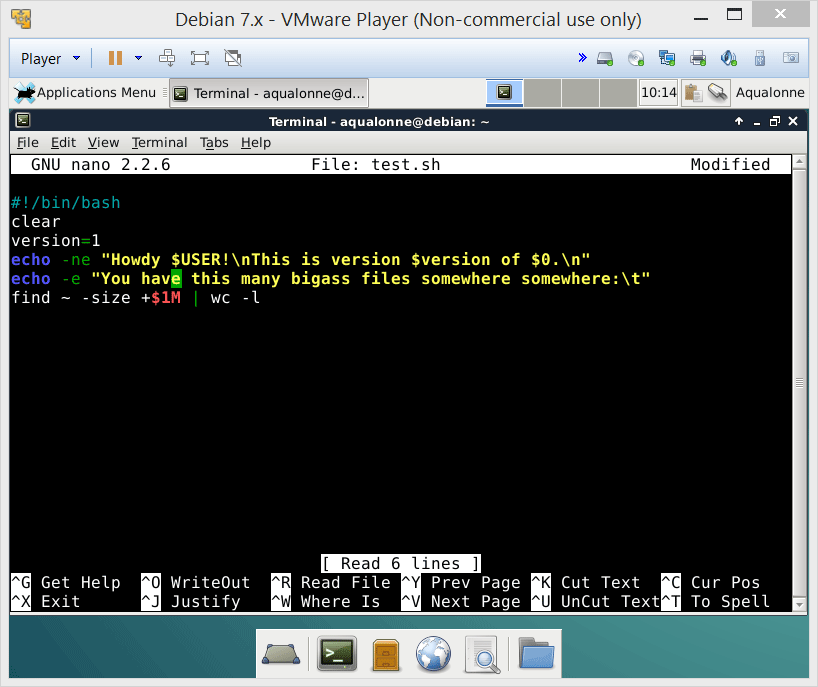 Debian 7.x - VMware Player (Non-commercial use only)
Player
Applications Menu Terminal - aqualonne@d... 10:14 Aqualonne
Terminal - aqualonne@debian: ~
File Edit View Terminal Tabs Help
GNU nano 2.2.6 File: test.sh Modified
#!/bin/bash
clear
version=1
echo -ne "Howdy $USER!\nThis is version $version of $0.\n"
echo -e "You have this many bigass files somewhere somewhere:\t"
find ~ -size +$1M | wc -l
[ Read 6 lines ]
^G Get Help ^O WriteOut ^R Read File ^Y Prev Page ^K Cut Text ^C Cur Pos
^X Exit ^J Justify ^W Where Is ^V Next Page ^U UnCut Text ^T To Spell